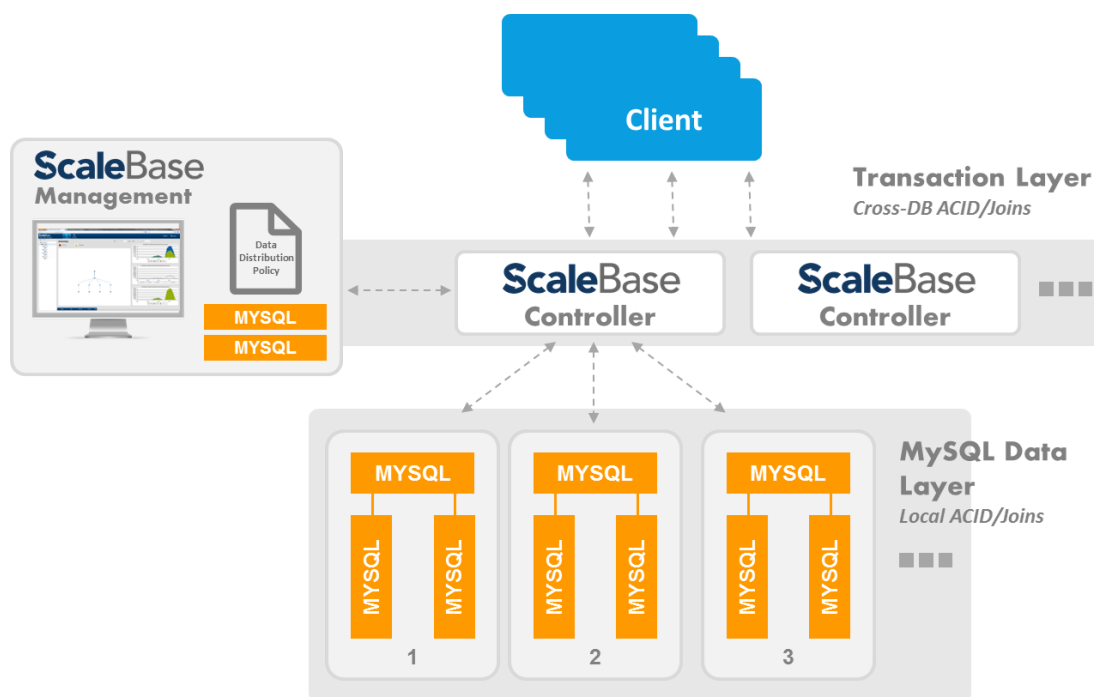 Client
ScaleBase
Management
Data
Distribution
Policy
MYSQL
MYSQL
Transaction Layer
Cross-DB ACID/Joins
ScaleBase
Controller
ScaleBase
Controller
MYSQL
MYSQL
MYSQL
1
MYSQL
MYSQL
MYSQL
2
MYSQL
MYSQL
MYSQL
3
MySQL Data
Layer
Local ACID/Joins